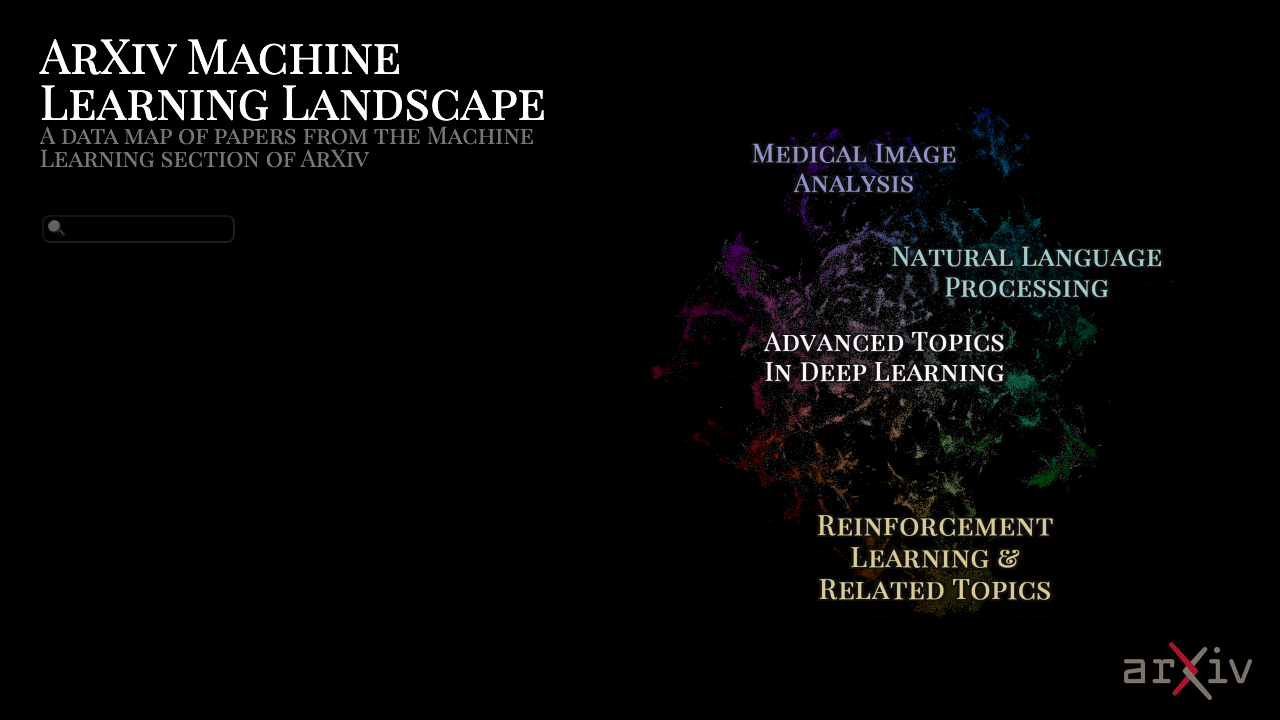 ArXiv Machine
Learning Landscape
A data map of papers from the Machine
Learning section of ArXiv
Medical Image
Analysis
Natural Language
Processing
Advanced Topics
In Deep Learning
Reinforcement
Learning &
Related Topics
arXiv